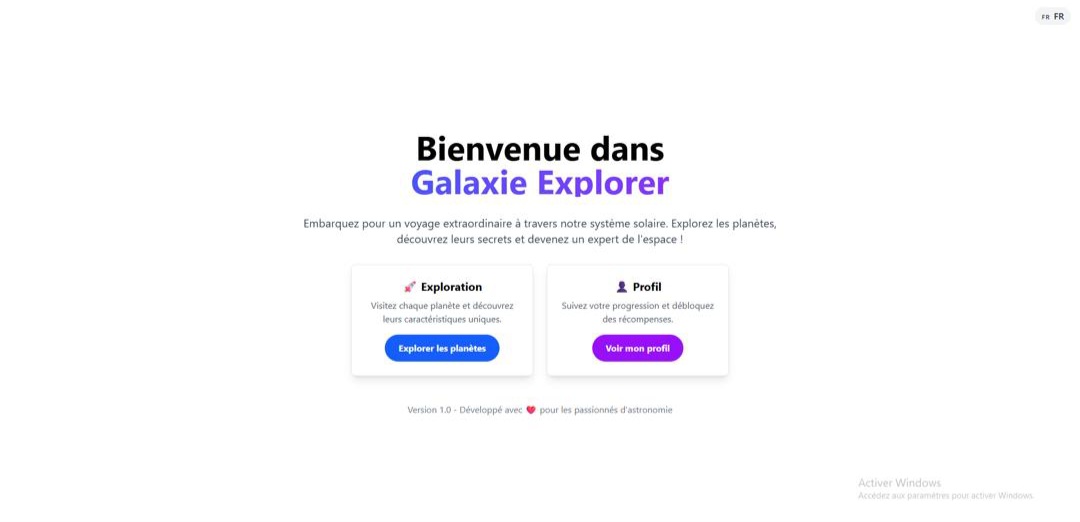 FR FR
Bienvenue dans
Galaxie Explorer
Embarquez pour un voyage extraordinaire à travers notre système solaire. Explorez les planètes,
découvrez leurs secrets et devenez un expert de l'espace !
🚀 Exploration
Visitez chaque planète et découvrez
leurs caractéristiques uniques.
Explorer les planètes
👤 Profil
Suivez votre progression et débloquez
des récompenses.
Voir mon profil
Version 1.0 - Développé avec ❤️ pour les passionnés d'astronomie
Activer Windows
Accédez aux paramètres pour activer Windows.